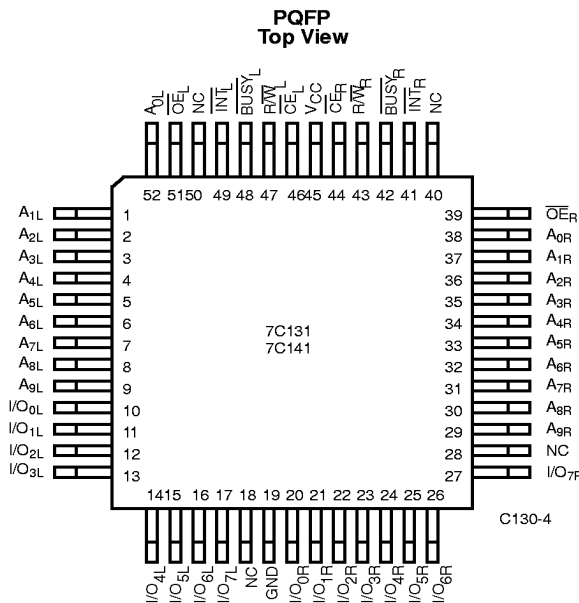 PQFP
Top View
A0L
OEL
NC
INTL
BUSYL
R/WL
CEL
VCC
CER
R/WR
BUSYR
INTR
NC
52 51 50 49 48 47 46 45 44 43 42 41 40
A1L 1 39 OER
A2L 2 38 A0R
A3L 3 37 A1R
A4L 4 36 A2R
A5L 5 35 A3R
A6L 6 34 A4R
A7L 7 33 A5R
A8L 8 32 A6R
A9L 9 31 A7R
I/O0L 10 30 A8R
I/O1L 11 29 A9R
I/O2L 12 28 NC
I/O3L 13 27 I/O7R
7C131
7C141
14 15 16 17 18 19 20 21 22 23 24 25 26
I/O4L
I/O5L
I/O6L
I/O7L
NC
GND
I/O0R
I/O1R
I/O2R
I/O3R
I/O4R
I/O5R
I/O6R
C130-4